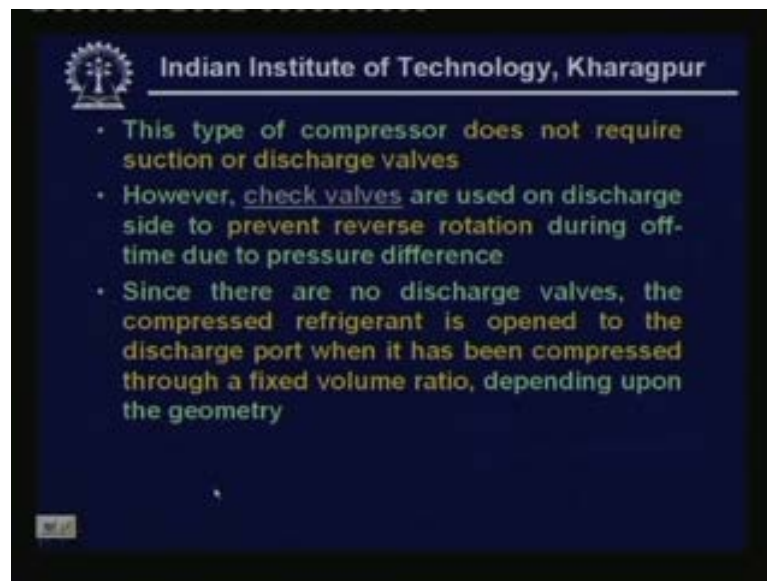 Indian Institute of Technology, Kharagpur
• This type of compressor does not require
suction or discharge valves
• However, check valves are used on discharge
side to prevent reverse rotation during off-
time due to pressure difference
• Since there are no discharge valves, the
compressed refrigerant is opened to the
discharge port when it has been compressed
through a fixed volume ratio, depending upon
the geometry